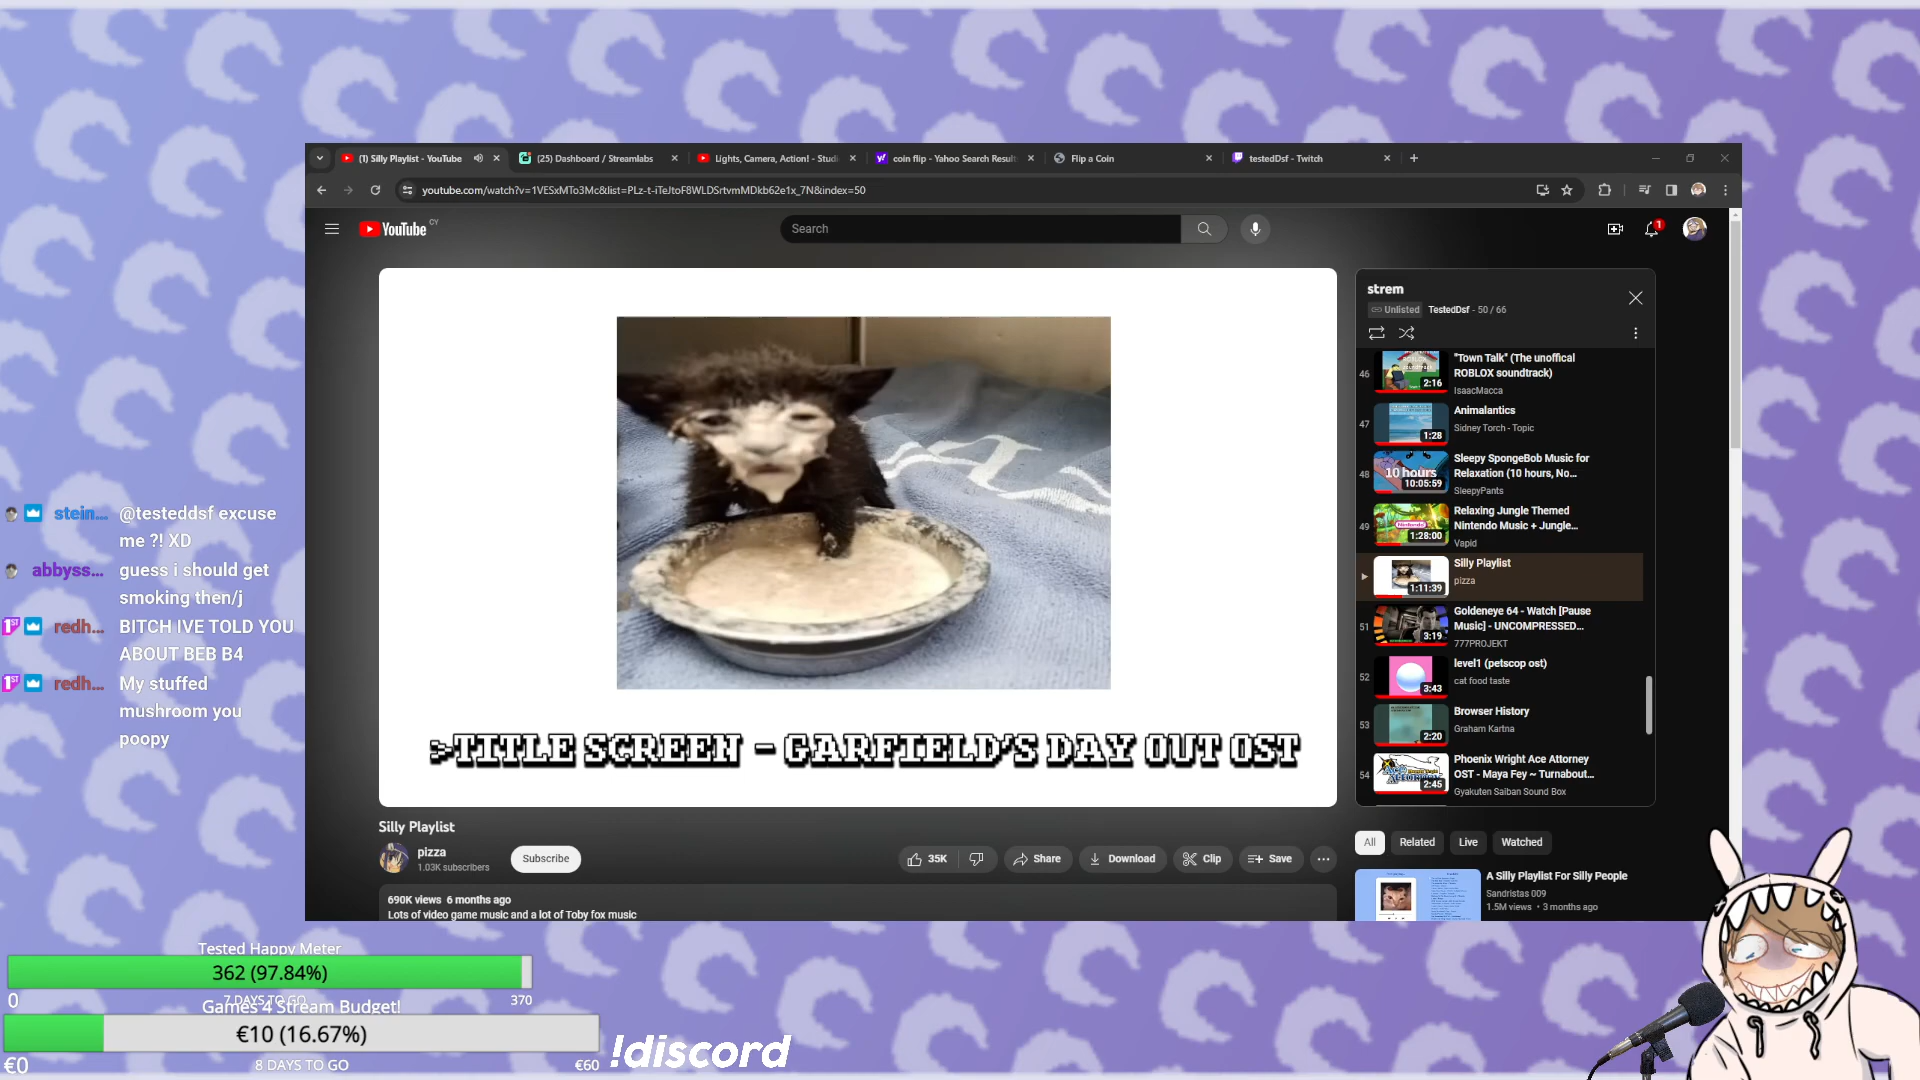 (1) Silly Playlist - YouTube
(25) Dashboard / Streamlabs
Lights, Camera, Action! - Studi
coin flip - Yahoo Search Result
Flip a Coin
testedDsf - Twitch
youtube.com/watch?v=1VESxMTo3Mc&list=PLz-t-iTeJtoF8WLDSrtvmMDkb62e1x_7N&index=50
YouTube CY
Search
1
>TITLE SCREEN - GARFIELD'S DAY OUT OST
strem
Unlisted TestedDsf - 50 / 66
46
2:16
"Town Talk" (The unoffical
ROBLOX soundtrack)
IsaacMacca
47
1:28
Animalantics
Sidney Torch - Topic
48
10 hours
10:05:59
Sleepy SpongeBob Music for
Relaxation (10 hours, No...
SleepyPants
49
Nintendo
1:28:00
Relaxing Jungle Themed
Nintendo Music + Jungle...
Vapid
1:11:39
Silly Playlist
pizza
51
3:19
Goldeneye 64 - Watch [Pause
Music] - UNCOMPRESSED...
777PROJEKT
52
3:43
level1 (petscop ost)
cat food taste
53
2:20
Browser History
Graham Kartna
54
2:45
Phoenix Wright Ace Attorney
OST - Maya Fey ~ Turnabout...
Gyakuten Saiban Sound Box
Silly Playlist
pizza
1.03K subscribers
Subscribe
35K
Share
Download
Clip
Save
690K views 6 months ago
Lots of video game music and a lot of Toby fox music
All
Related
Live
Watched
A Silly Playlist For Silly People
Sandristas 009
1.5M views • 3 months ago
stein... @testeddsf excuse
me ?! XD
abbyss... guess i should get
smoking then/j
1ST redh... BITCH IVE TOLD YOU
ABOUT BEB B4
1ST redh... My stuffed
mushroom you
poopy
Tested Happy Meter
362 (97.84%)
0
7 DAYS TO GO
370
Games 4 Stream Budget!
€10 (16.67%)
€0
8 DAYS TO GO
€60
!discord